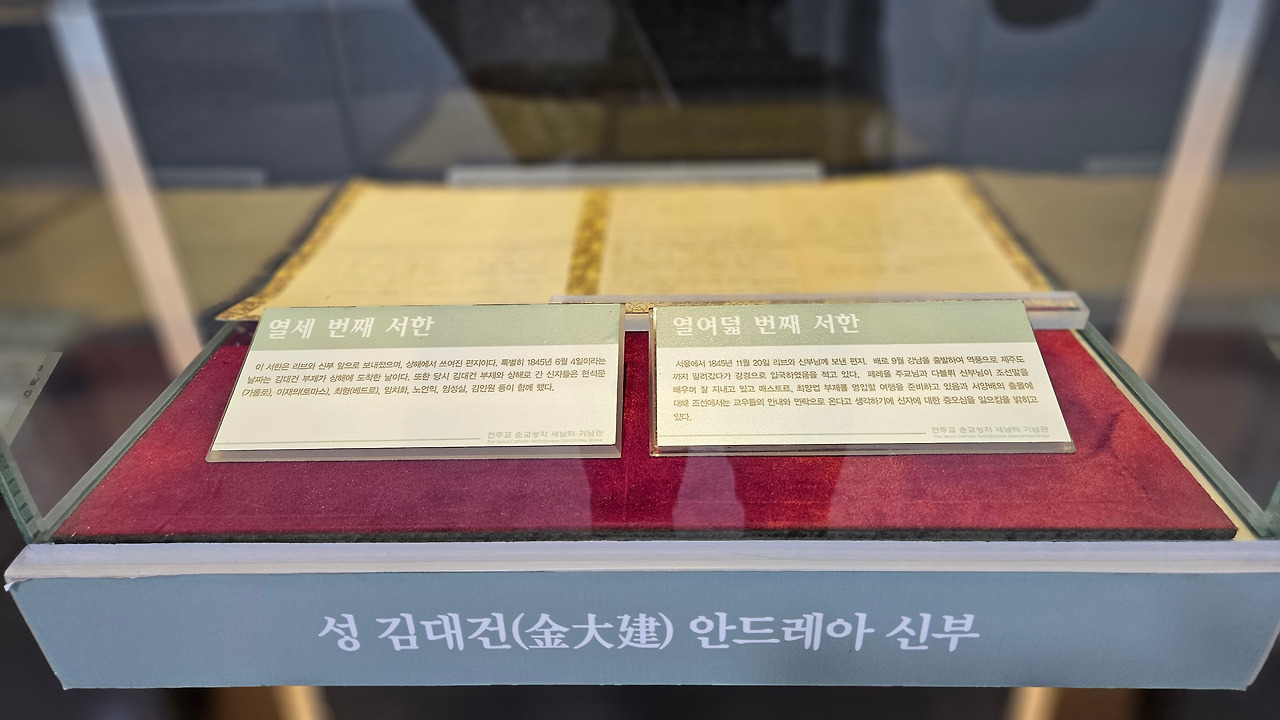 열세 번째 서한
이 서한은 리브와 신부 앞으로 보내졌으며, 상해에서 쓰여진 편지이다. 특별히 1845년 6월 4일이라는
날짜는 김대건 부제가 상해에 도착한 날이다. 또한 당시 김대건 부제와 상해로 간 신자들은 현석문
(가롤로), 이재의(토마스), 최형(베드로), 임치화, 노언익, 임성실, 김인원 등이 함께 했다.
천주교 순교성지 새남터 기념관
열여덟 번째 서한
서울에서 1845년 11월 20일 리브와 신부님께 보낸 편지. 배로 9월 강남을 출발하여 역풍으로 제주도
까지 밀려갔다가 강경으로 입국하였음을 적고 있다. 페레올 주교님과 다블뤼 신부님이 조선말을
배우며 잘 지내고 있고 매스트르, 최양업 부제를 영입할 여행을 준비하고 있음과 서양배의 출몰에
대해 조선에서는 교우들의 안내와 연락으로 온다고 생각하기에 신자에 대한 증오심을 일으킴을 밝히고
있다.
천주교 순교성지 새남터 기념관
성 김대건(金大建) 안드레아 신부